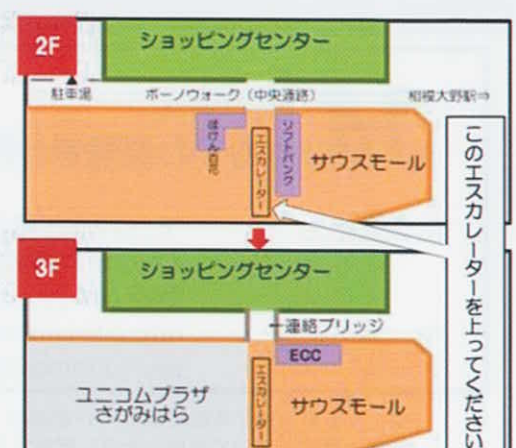 2F
ショッピングセンター
駐車場
ボーノウォーク（中央通路）
相模大野駅⇒
ほけん百花
エスカレーター
ソフトバンク
サウスモール
このエスカレーターを上ってください
3F
ショッピングセンター
←連絡ブリッジ
ECC
ユニコムプラザ
さがみはら
エスカレーター
サウスモール